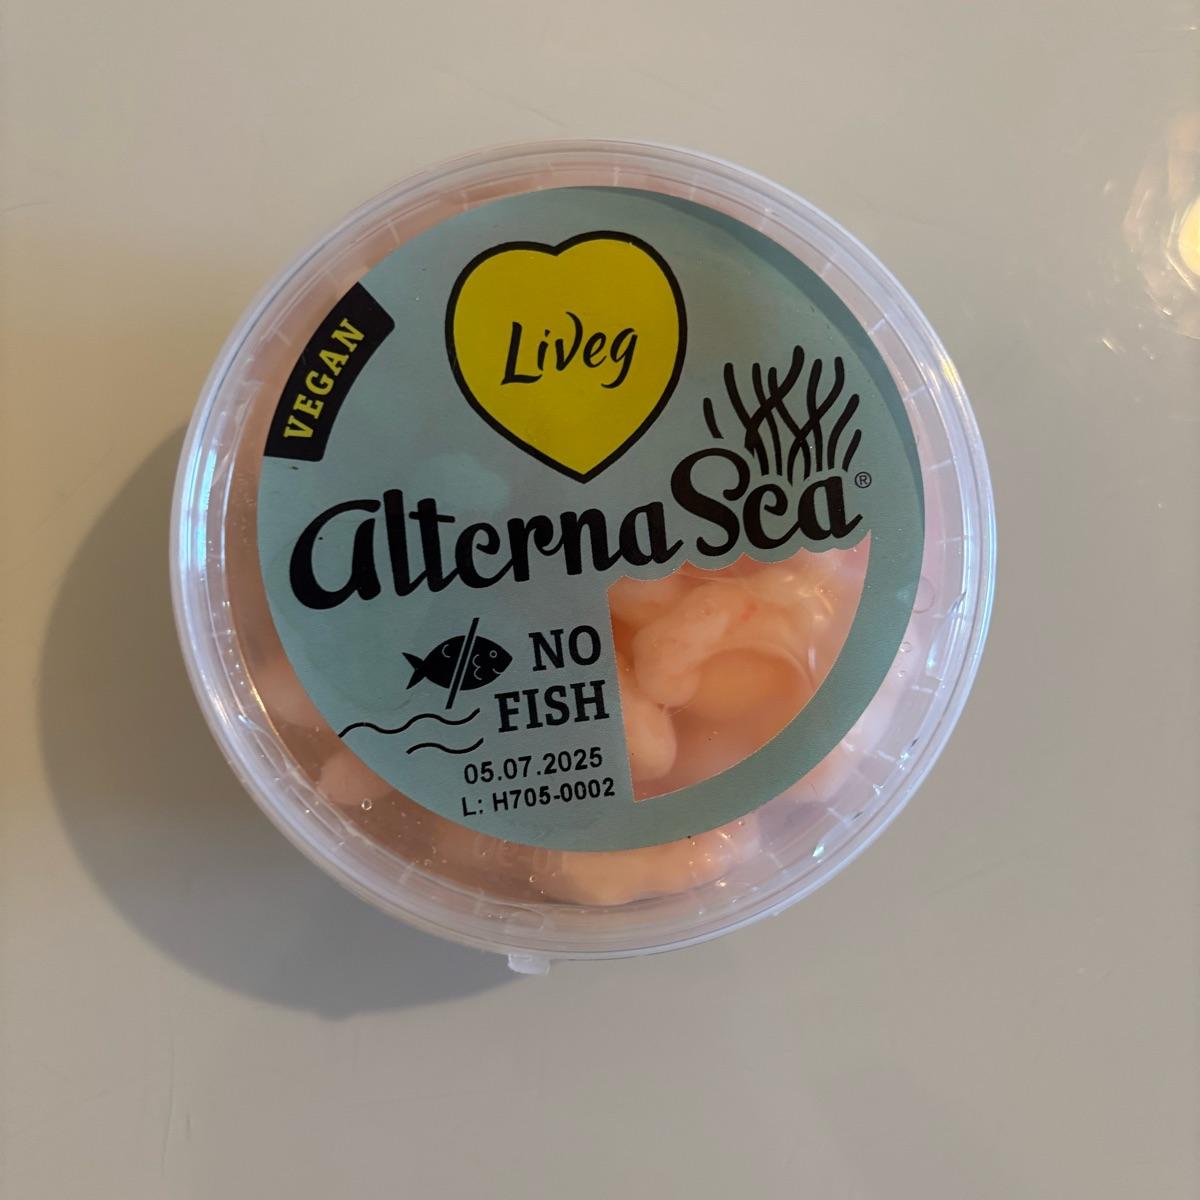 Liveg
VEGAN
alternaSea®
NO
FISH
05.07.2025
L: H705-0002